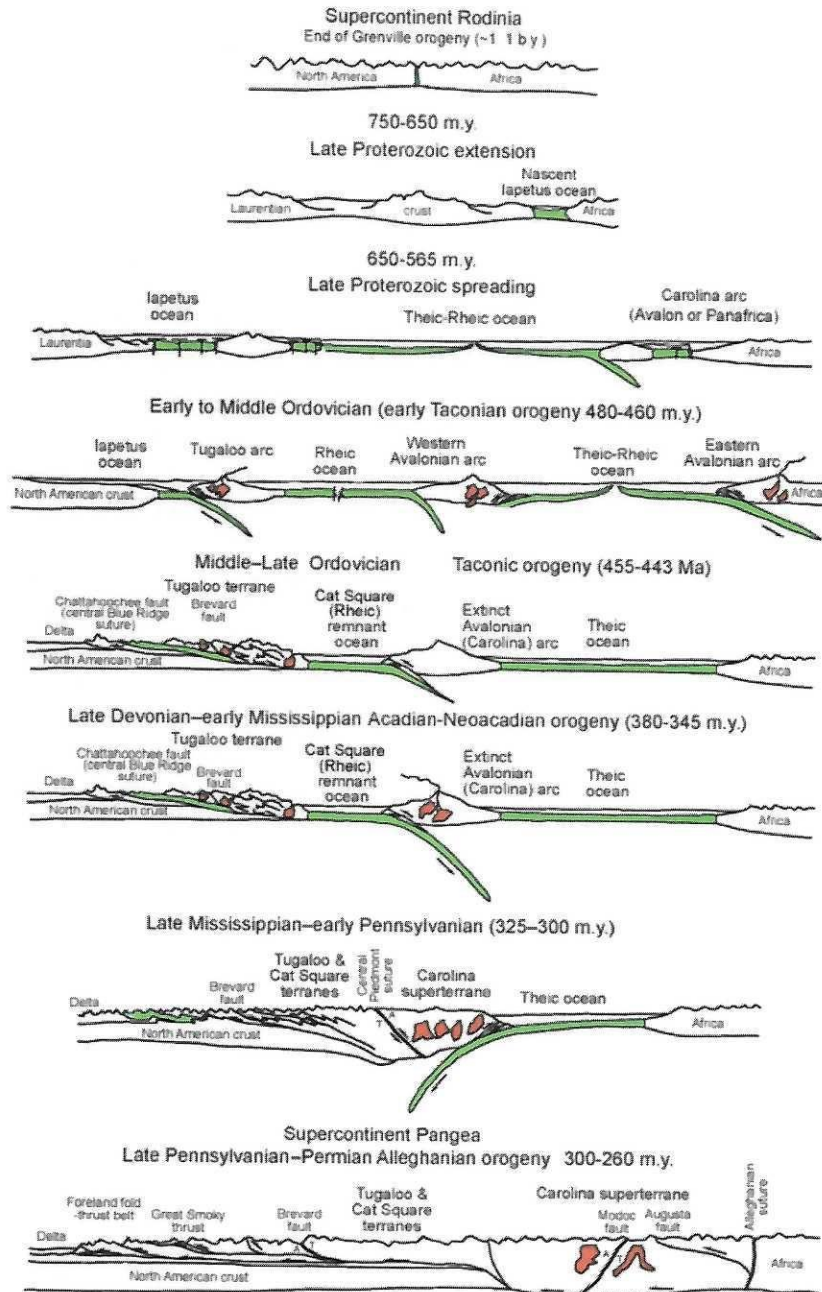 Supercontinent Rodinia
End of Grenville orogeny (~1 1 b y)
North America
Africa
750-650 m.y.
Late Proterozoic extension
Nascent
Iapetus ocean
Laurentian
crust
Africa
650-565 m.y.
Late Proterozoic spreading
Iapetus
ocean
Theic-Rheic ocean
Carolina arc
(Avalon or Panafrica)
Laurentia
Africa
Early to Middle Ordovician (early Taconian orogeny 480-460 m.y.)
Iapetus
ocean
Tugaloo arc
Rheic
ocean
Western
Avalonian arc
Theic-Rheic
ocean
Eastern
Avalonian arc
North American crust
Africa
Middle–Late Ordovician Taconic orogeny (455-443 Ma)
Tugaloo terrane
Chattahoochee fault
(central Blue Ridge
suture)
Delta
Brevard
fault
Cat Square
(Rheic)
remnant
ocean
Extinct
Avalonian
(Carolina) arc
Theic
ocean
North American crust
Africa
Late Devonian–early Mississippian Acadian-Neoacadian orogeny (380-345 m.y.)
Tugaloo terrane
Chattahoochee fault
(central Blue Ridge
suture)
Delta
Brevard
fault
Cat Square
(Rheic)
remnant
ocean
Extinct
Avalonian
(Carolina) arc
Theic
ocean
North American crust
Africa
Late Mississippian–early Pennsylvanian (325–300 m.y.)
Delta
Brevard
fault
Tugaloo &
Cat Square
terranes
Central
Piedmont
suture
Carolina
superterrane
Theic ocean
T
A
North American crust
Africa
Supercontinent Pangea
Late Pennsylvanian–Permian Alleghanian orogeny 300-260 m.y.
Delta
Foreland fold
-thrust belt
Great Smoky
thrust
Brevard
fault
Tugaloo &
Cat Square
terranes
Carolina superterrane
Modoc
fault
Augusta
fault
Alleghanian
suture
A
T
A
T
North American crust
Africa